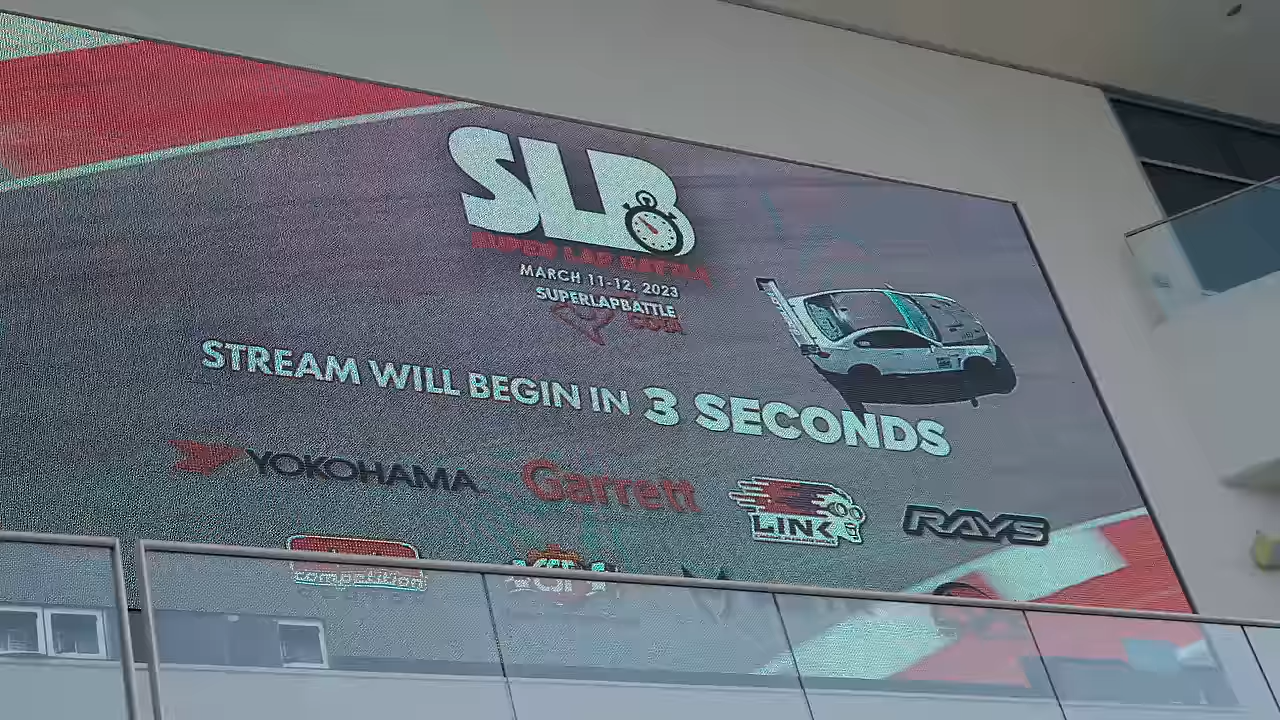 SLB
SUPER LAP BATTLE
MARCH 11-12, 2023
SUPERLAPBATTLE
.COM
STREAM WILL BEGIN IN 3 SECONDS
YOKOHAMA
Garrett
LINK
RAYS
competition